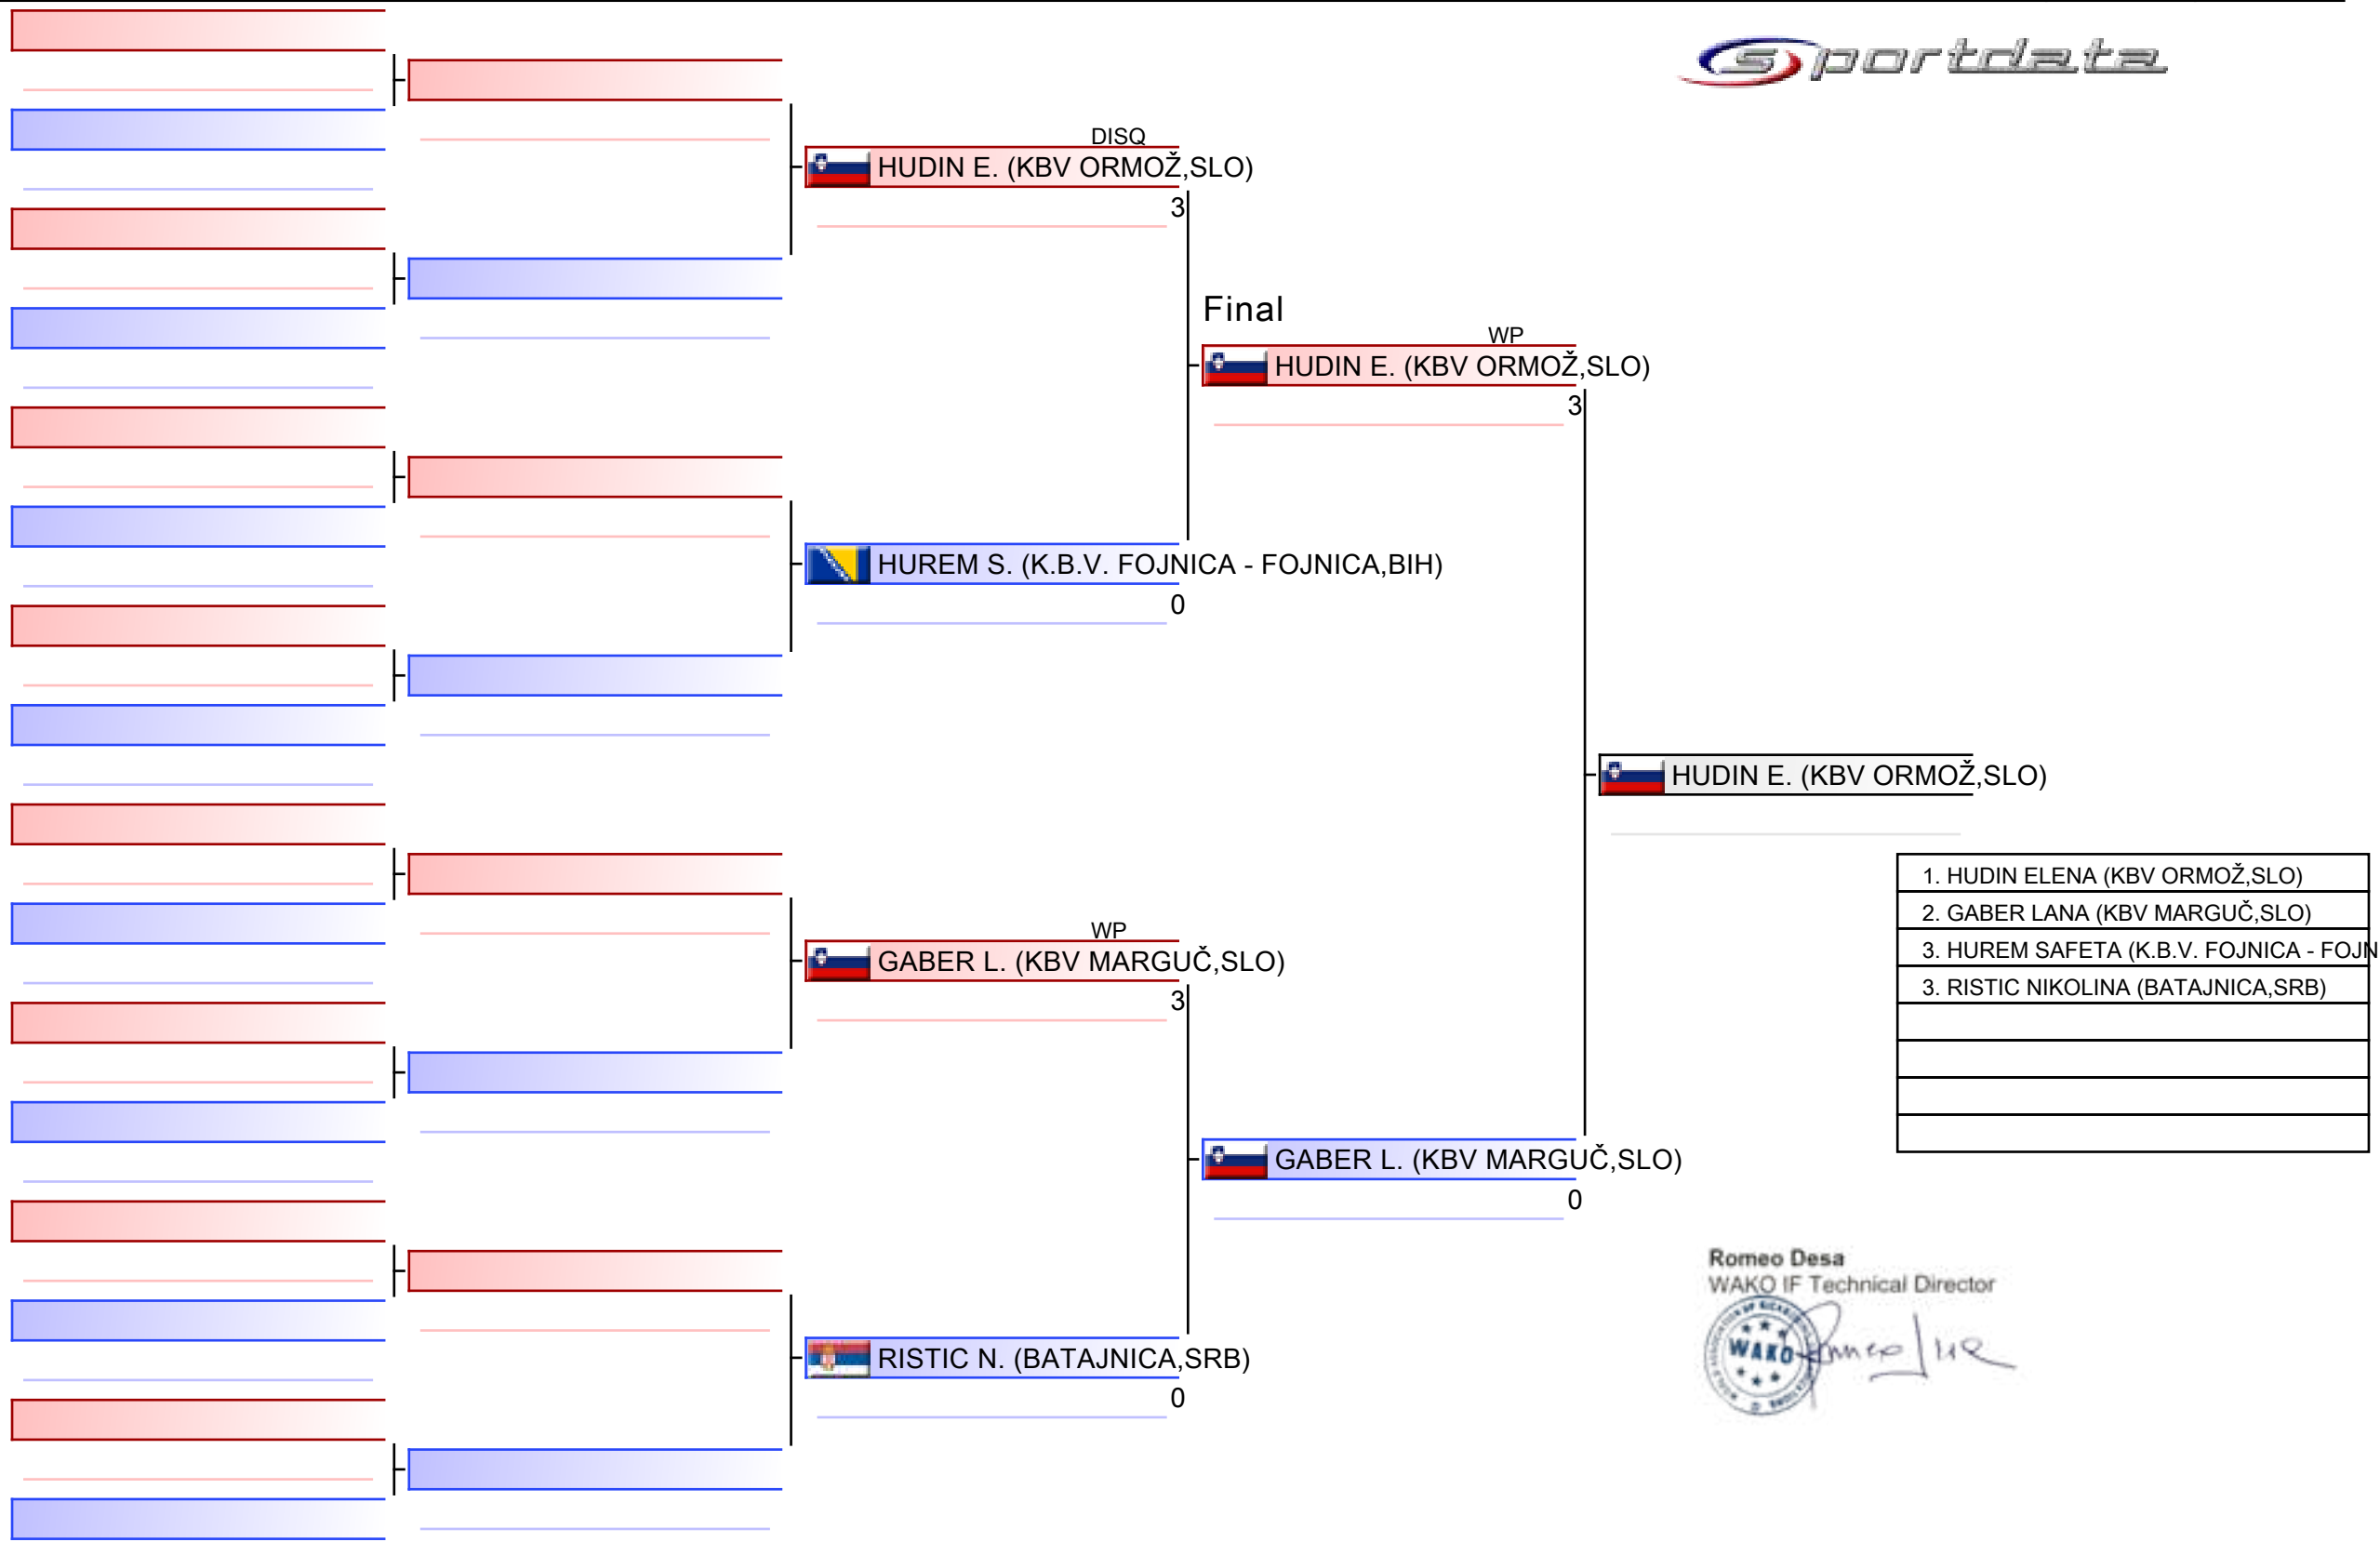 sportdata
DISQ
HUDIN E. (KBV ORMOŽ,SLO)
3
Final
WP
HUDIN E. (KBV ORMOŽ,SLO)
3
HUREM S. (K.B.V. FOJNICA - FOJNICA,BIH)
0
HUDIN E. (KBV ORMOŽ,SLO)
1. HUDIN ELENA (KBV ORMOŽ,SLO)
2. GABER LANA (KBV MARGUČ,SLO)
3. HUREM SAFETA (K.B.V. FOJNICA - FOJN
3. RISTIC NIKOLINA (BATAJNICA,SRB)
WP
GABER L. (KBV MARGUČ,SLO)
3
GABER L. (KBV MARGUČ,SLO)
0
RISTIC N. (BATAJNICA,SRB)
0
Romeo Desa
WAKO IF Technical Director
WAKO